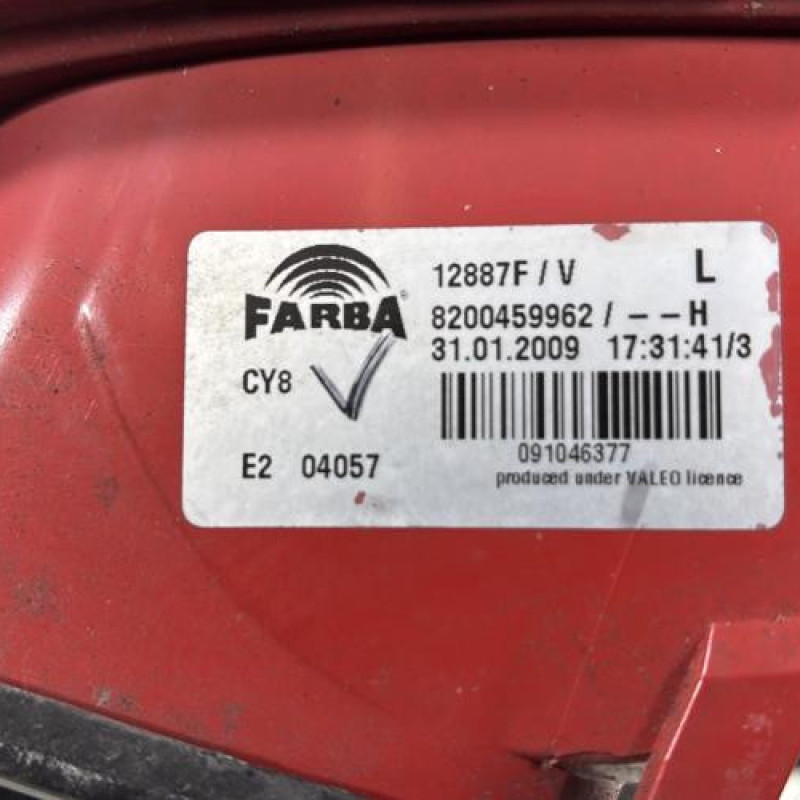 FARBA®
12887F / V L
8200459962 / – – H
31.01.2009 17:31:41/3
CY8
E2 04057
091046377
produced under VALEO licence